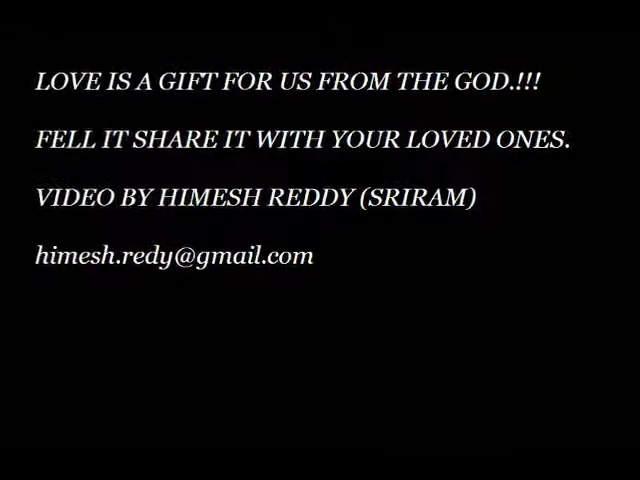 LOVE IS A GIFT FOR US FROM THE GOD.!!!
FELL IT SHARE IT WITH YOUR LOVED ONES.
VIDEO BY HIMESH REDDY (SRIRAM)
himesh.redy@gmail.com